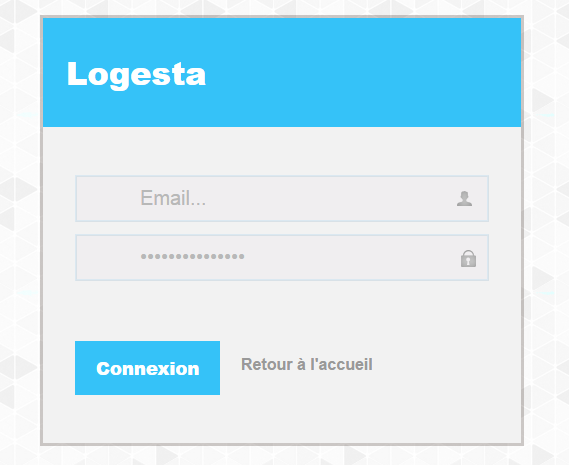 Logesta
Email...
•••••••••••••••
Connexion
Retour à l'accueil